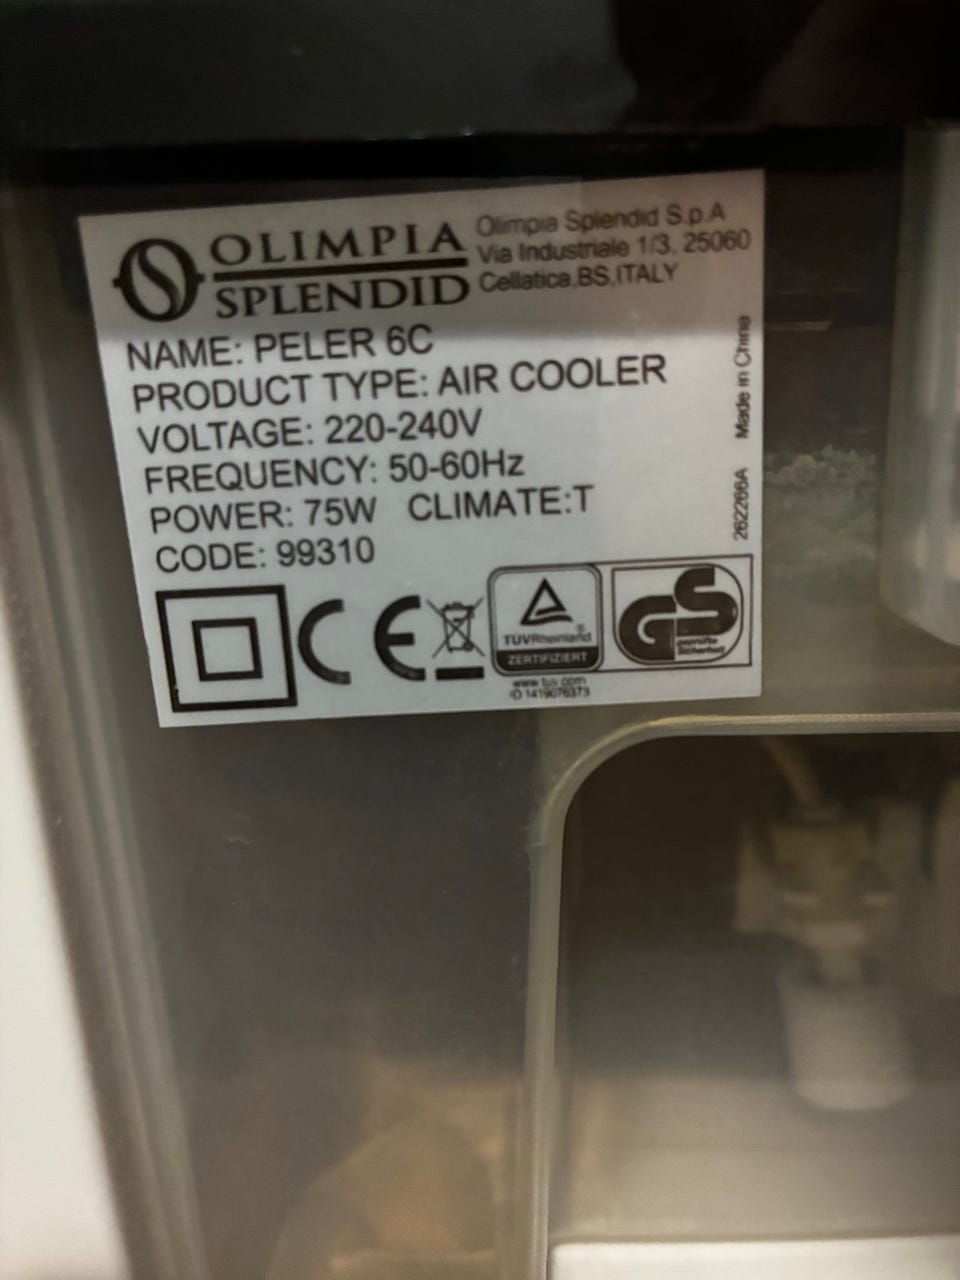 OLIMPIA
SPLENDID
Olimpia Splendid S.p.A
Via Industriale 1/3, 25060
Cellatica,BS,ITALY
NAME: PELER 6C
PRODUCT TYPE: AIR COOLER
VOLTAGE: 220-240V
FREQUENCY: 50-60Hz
POWER: 75W CLIMATE:T
CODE: 99310
262266A Made in China
CE
TÜVRheinland
ZERTIFIZIERT
www.tuv.com
ID 1419076373
GS
geprüfte
Sicherheit